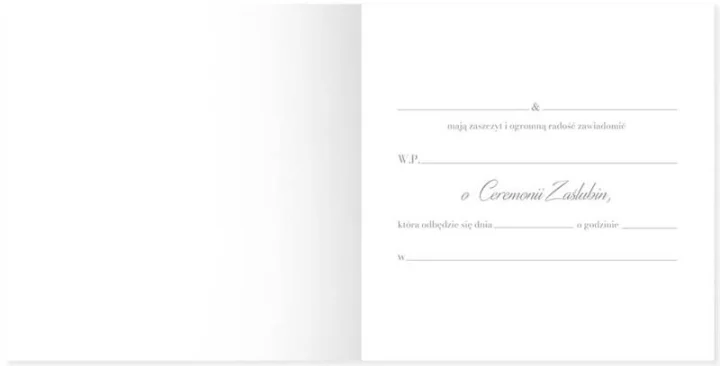 &
mają zaszczyt i ogromną radość zawiadomić
W.P.
o Ceremonii Zaślubin,
która odbędzie się dnia o godzinie
w